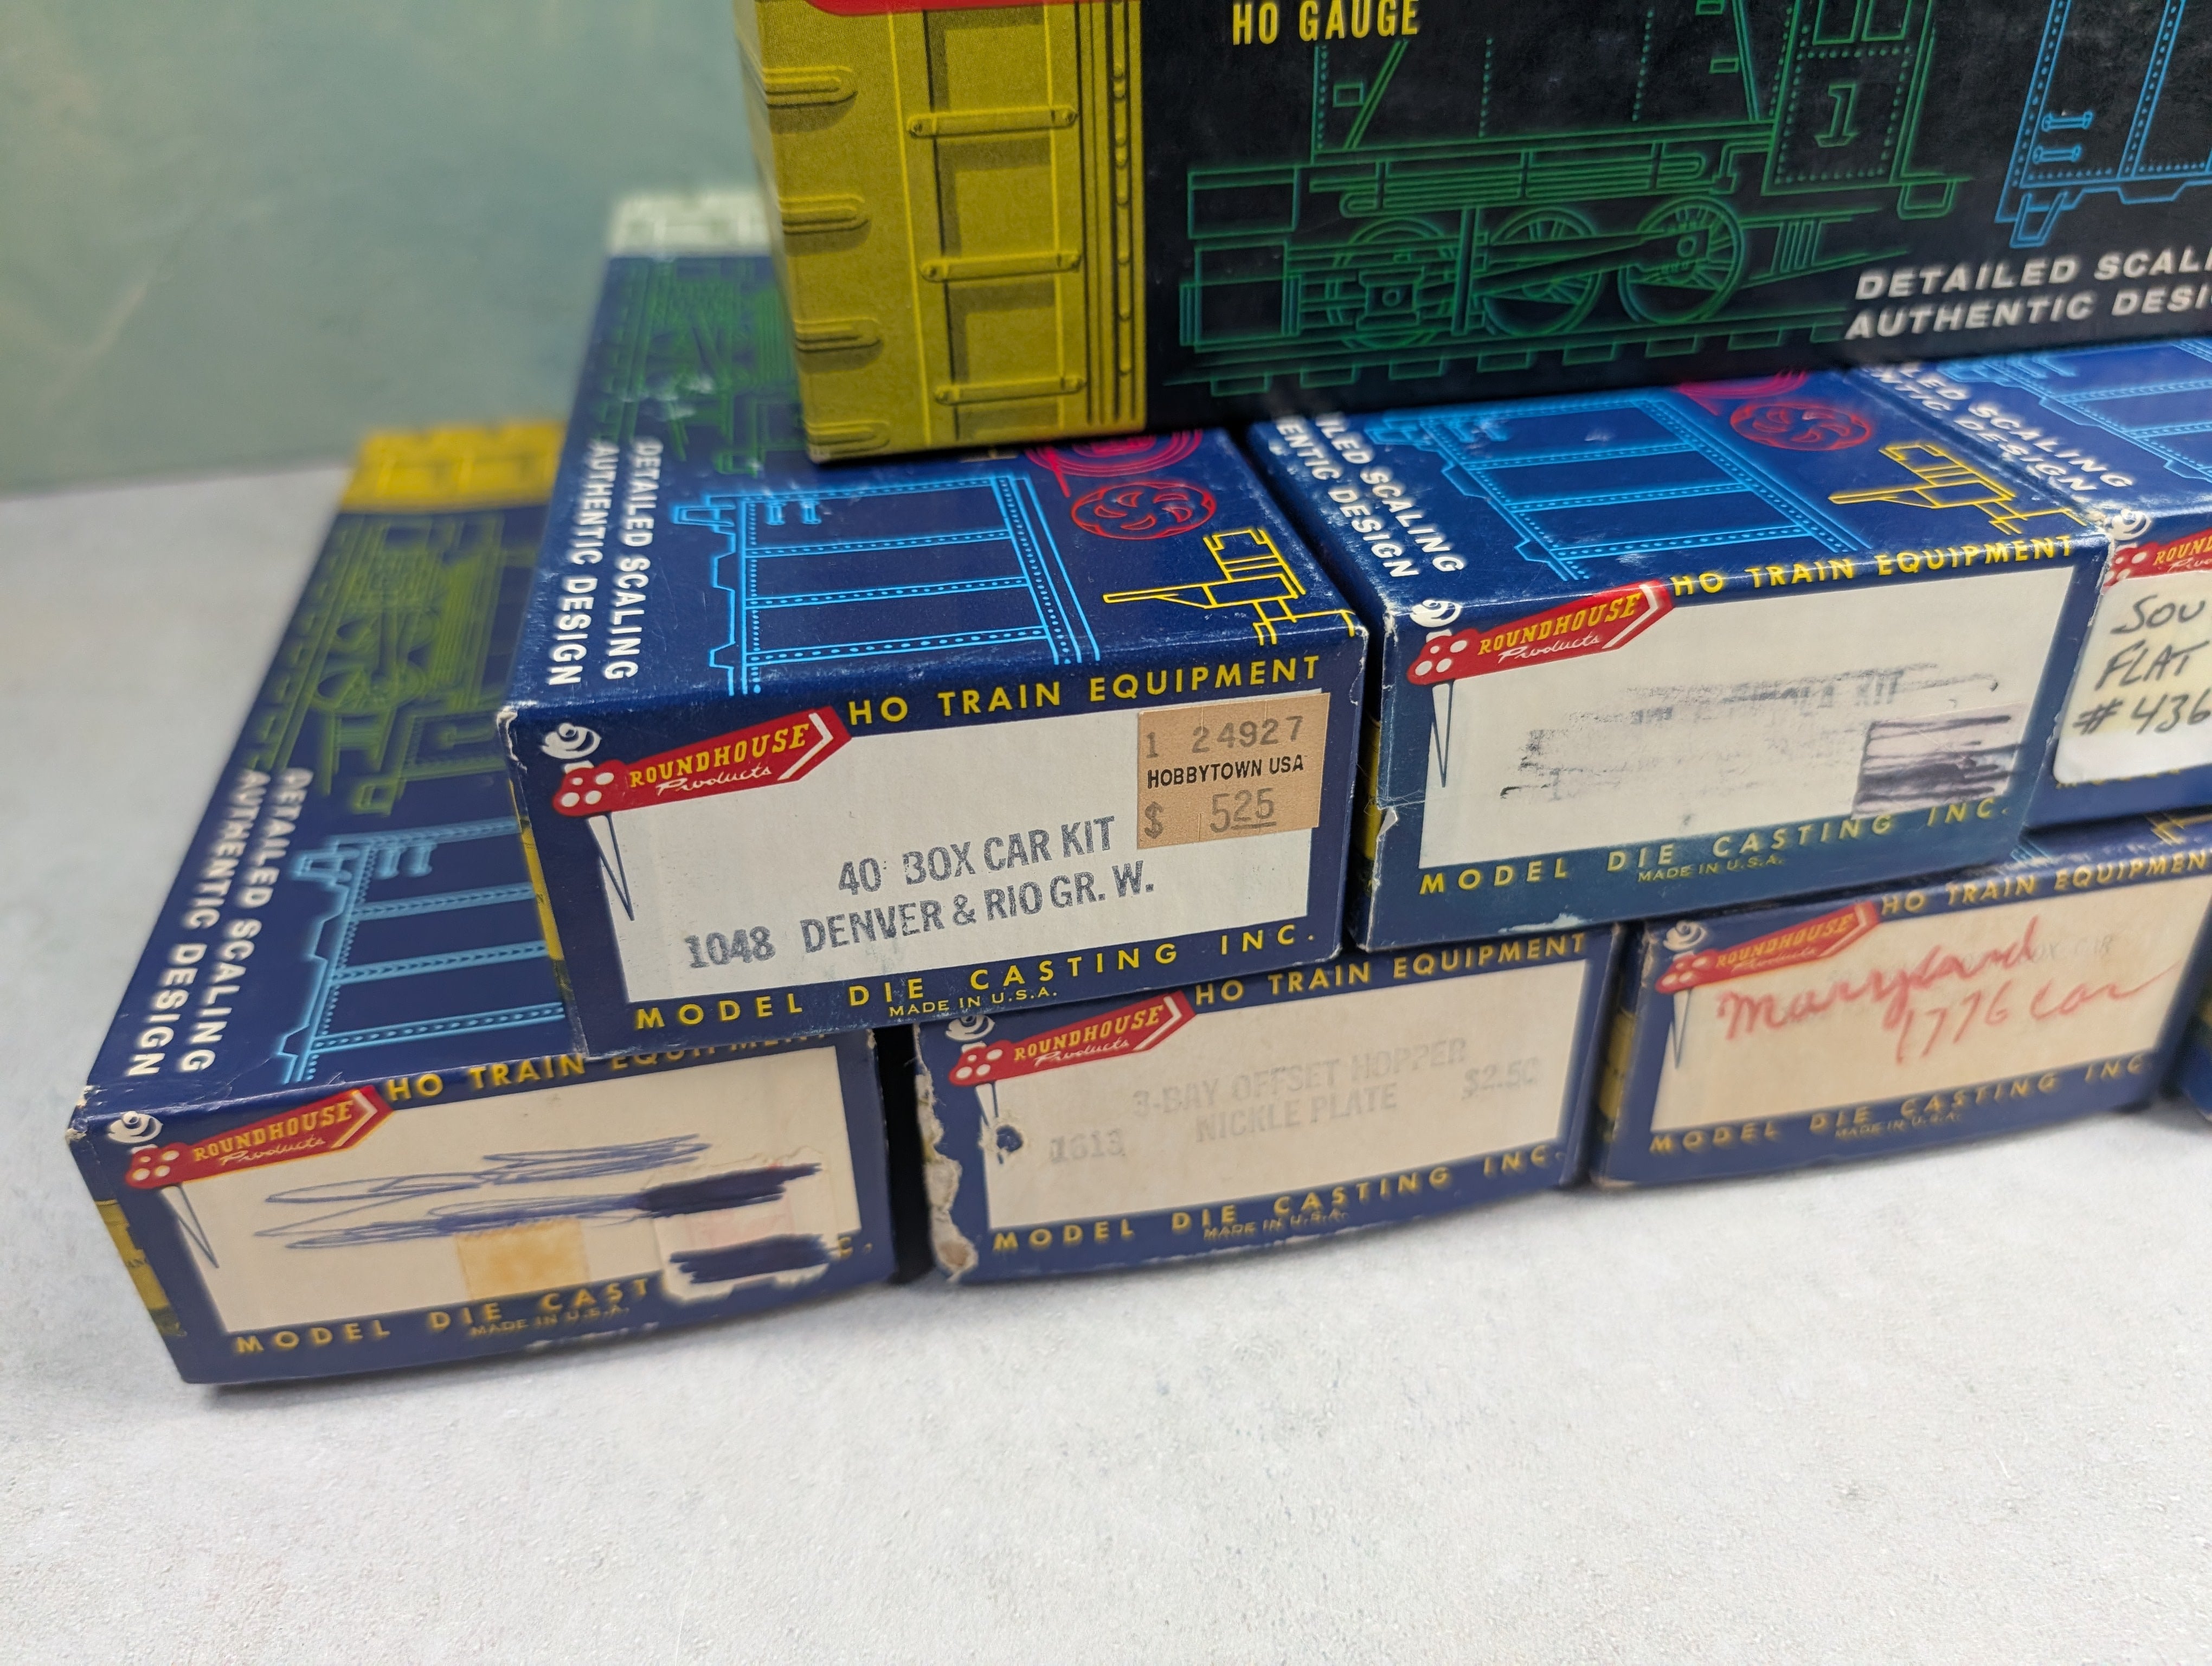 HO GAUGE
1
DETAILED
AUTHENTIC
DETAILED SCALING
AUTHENTIC DESIGN
HO TRAIN EQUIPMENT
ROUNDHOUSE
Products
1 24927
HOBBYTOWN USA
$ 525
40' BOX CAR KIT
1048 DENVER & RIO GR. W.
MODEL DIE CASTING INC.
MADE IN U.S.A.
SCALING
DESIGN
HO TRAIN EQUIPMENT
ROUNDHOUSE
Products
KIT
MODEL DIE CASTING INC.
MADE IN U.S.A.
SCALING
DESIGN
FLAT
DETAILED SCALING
AUTHENTIC DESIGN
HO TRAIN EQUIPMENT
ROUNDHOUSE
Products
MODEL DIE CAST
MADE IN U.S.A.
HO TRAIN EQUIPMENT
ROUNDHOUSE
Products
3-BAY OFFSET HOPPER
1613 NICKLE PLATE $2.50
MODEL DIE CASTING INC.
MADE IN U.S.A.
HO TRAIN EQUIPMENT
ROUNDHOUSE
Products
Maryland
1776 Car
MODEL DIE CASTING INC
MADE IN U.S.A.